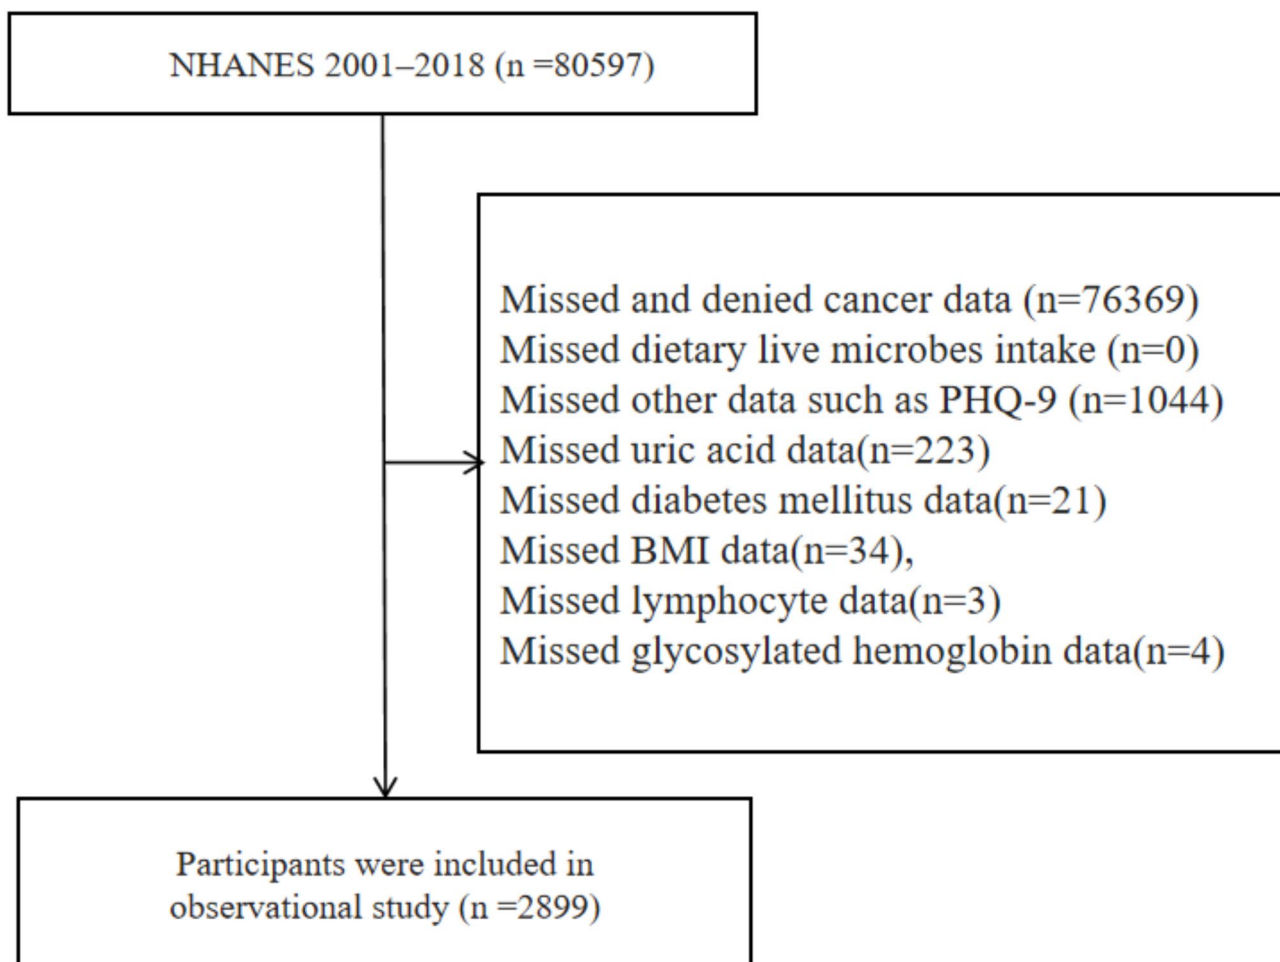 NHANES 2001–2018 (n =80597)
Missed and denied cancer data (n=76369)
Missed dietary live microbes intake (n=0)
Missed other data such as PHQ-9 (n=1044)
Missed uric acid data(n=223)
Missed diabetes mellitus data(n=21)
Missed BMI data(n=34),
Missed lymphocyte data(n=3)
Missed glycosylated hemoglobin data(n=4)
Participants were included in
observational study (n =2899)